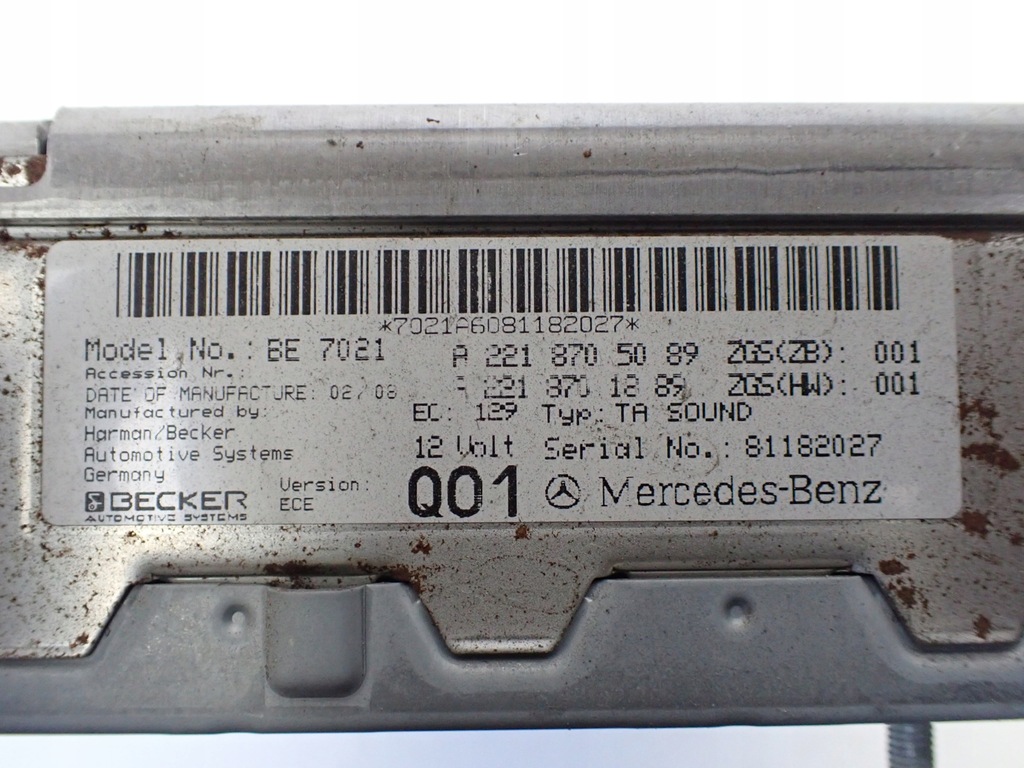 *7021A6081182027*
Model No.: BE 7021 A 221 870 50 89 ZGS(ZB): 001
Accession Nr.: A 221 870 12 89 ZGS(HW): 001
DATE OF MANUFACTURE: 02/08
Manufactured by: EC: 129 Typ: TA SOUND
Harman/Becker
Automotive Systems 12 Volt Serial No.: 81182027
Germany
Version: Q01 Mercedes-Benz
BECKER ECE
AUTOMOTIVE SYSTEMS